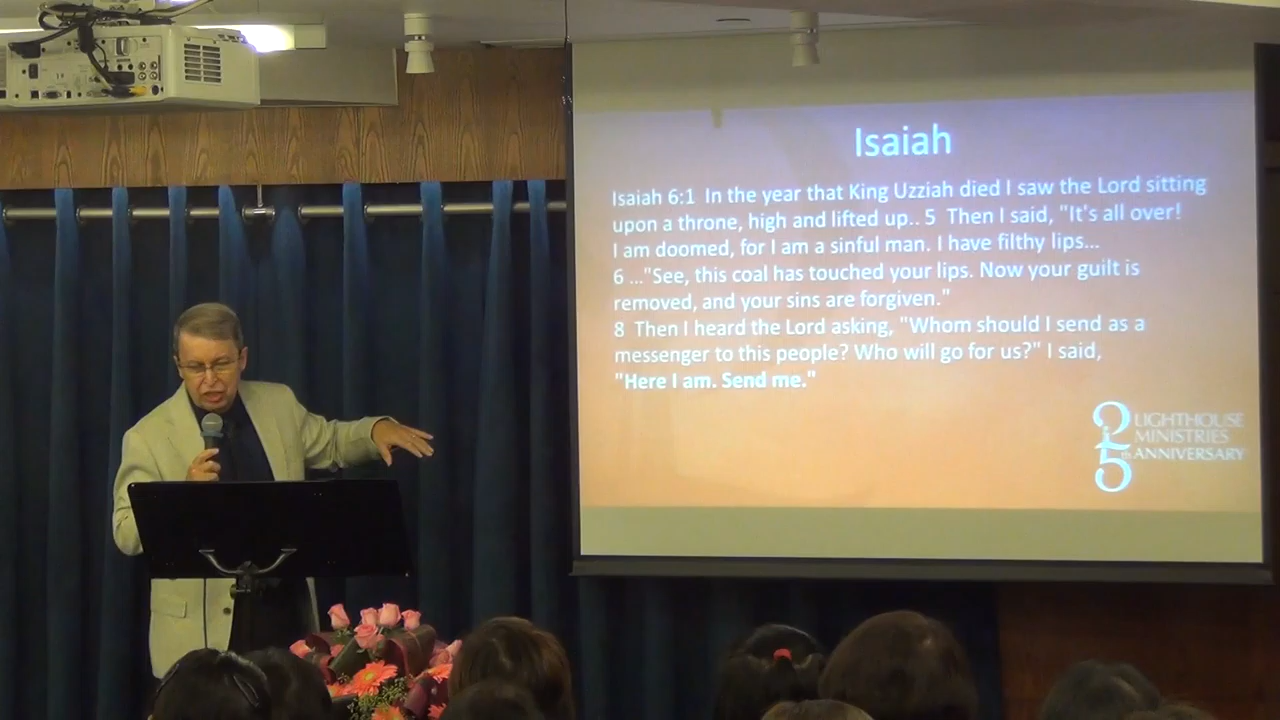 Isaiah
Isaiah 6:1 In the year that King Uzziah died I saw the Lord sitting
upon a throne, high and lifted up.. 5 Then I said, "It's all over!
I am doomed, for I am a sinful man. I have filthy lips...
6 ..."See, this coal has touched your lips. Now your guilt is
removed, and your sins are forgiven."
8 Then I heard the Lord asking, "Whom should I send as a
messenger to this people? Who will go for us?" I said,
"Here I am. Send me."
25th
LIGHTHOUSE
MINISTRIES
ANNIVERSARY